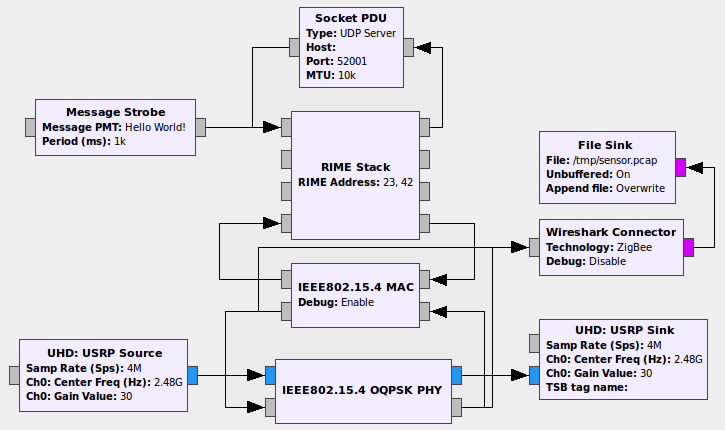 Socket PDU
Type: UDP Server
Host:
Port: 52001
MTU: 10k
Message Strobe
Message PMT: Hello World!
Period (ms): 1k
RIME Stack
RIME Address: 23, 42
File Sink
File: /tmp/sensor.pcap
Unbuffered: On
Append file: Overwrite
Wireshark Connector
Technology: ZigBee
Debug: Disable
IEEE802.15.4 MAC
Debug: Enable
UHD: USRP Source
Samp Rate (Sps): 4M
Ch0: Center Freq (Hz): 2.48G
Ch0: Gain Value: 30
IEEE802.15.4 OQPSK PHY
UHD: USRP Sink
Samp Rate (Sps): 4M
Ch0: Center Freq (Hz): 2.48G
Ch0: Gain Value: 30
TSB tag name: